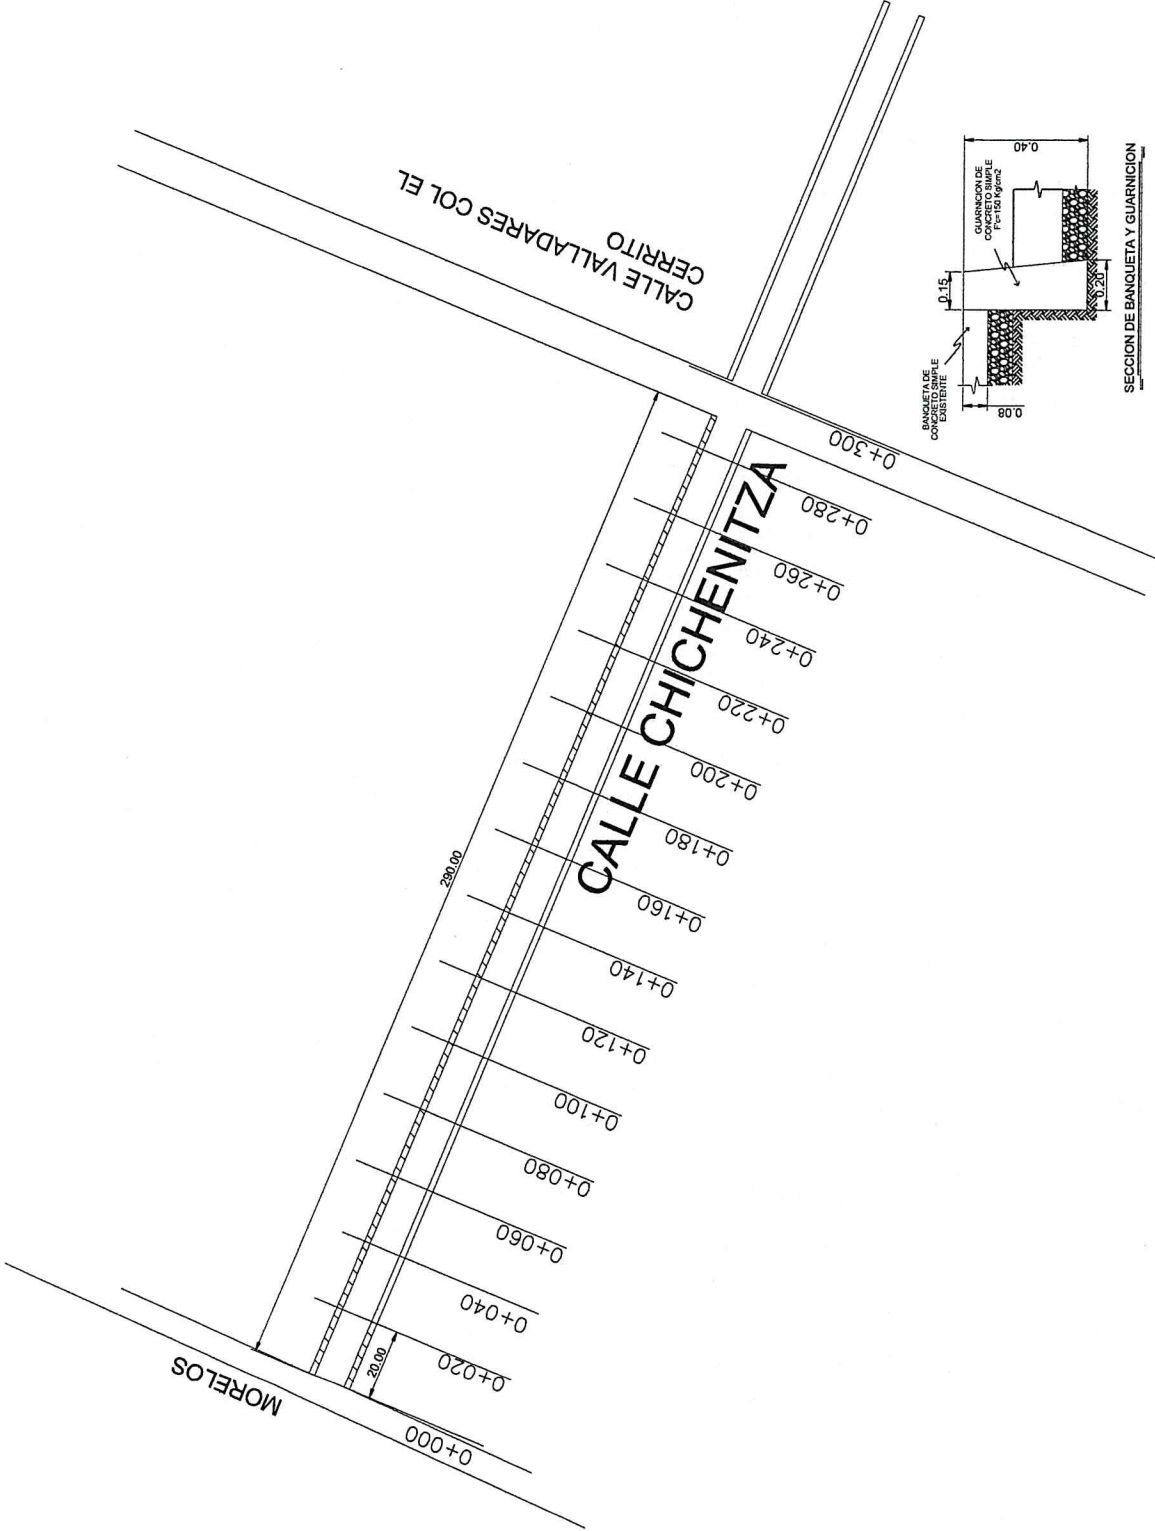 CALLE VALLADARES COL EL
CERRITO
MORELOS
CALLE CHICHENITZA
290.00
20.00
0+000
0+020
0+040
0+060
0+080
0+100
0+120
0+140
0+160
0+180
0+200
0+220
0+240
0+260
0+280
0+300
BANQUETA DE
CONCRETO SIMPLE
EXISTENTE
0.08
0.15
GUARNICION DE
CONCRETO SIMPLE
F'c=150 Kg/cm2
0.40
0.20
SECCION DE BANQUETA Y GUARNICION